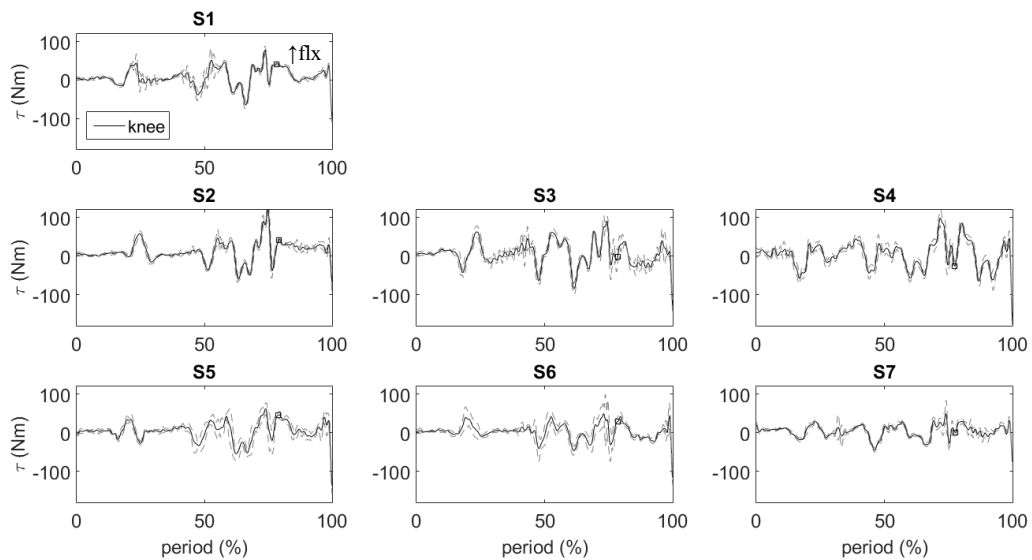 S1
100
0
-100
τ (Nm)
↑flx
knee
0 50 100
S2 S3 S4
100 100 100
0 0 0
-100 -100 -100
τ (Nm)
0 50 100 0 50 100 0 50 100
S5 S6 S7
100 100 100
0 0 0
-100 -100 -100
τ (Nm)
0 50 100 0 50 100 0 50 100
period (%) period (%) period (%)